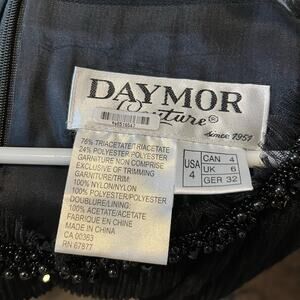 DAYMOR
Couture®
since 1951
76% TRIACETATE/TRIACETATE
24% POLYESTER POLYESTER
GARNITURE NON COMPRISE
EXCLUSIVE OF TRIMMING
GARNITURE/TRIM:
100% NYLON/NYLON
100% POLYESTER/POLYESTER
DOUBLURE/LINING
100% ACETATE/ACETATE
FABRIQUE EN CHINE
MADE IN CHINA
CA 00363
RN 67877
USA
4
CAN 4
UK 6
GER 32